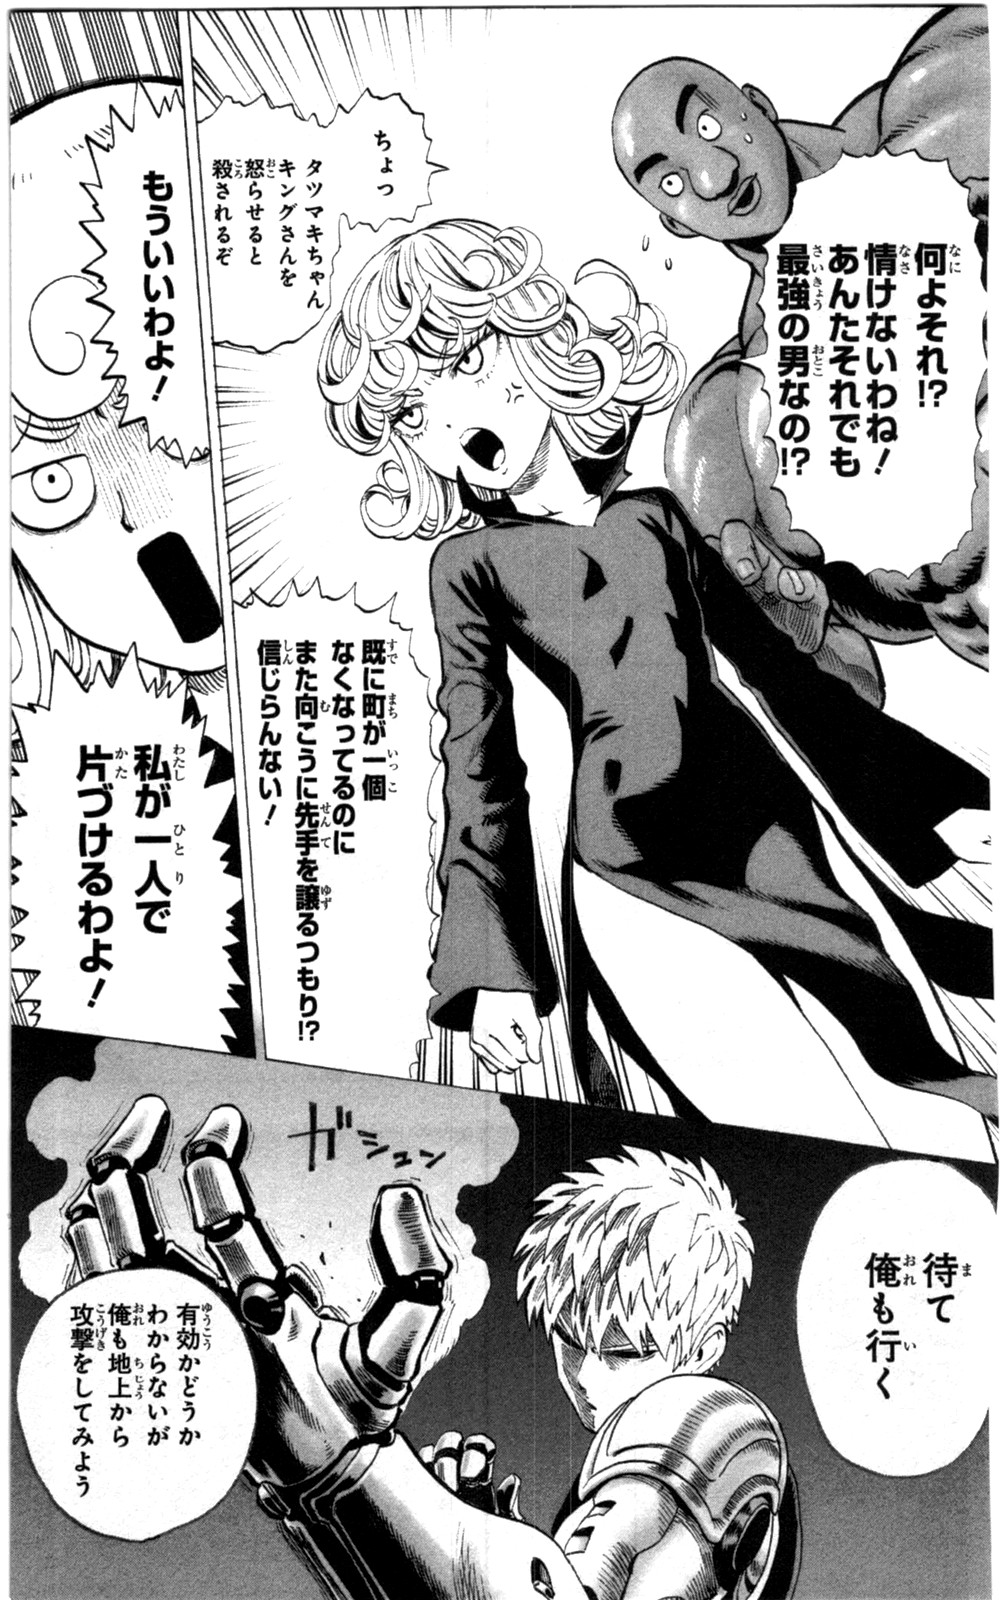 何よそれ!?
情けないわね！
あんたそれでも
最強の男なの!?
ちょっ
タツマキちゃん
キングさんを
怒らせると
殺されるぞ
既に町が一個
なくなってるのに
また向こうに先手を譲るつもり!?
信じらんない！
もういいわよ！
私が一人で
片づけるわよ！
待て
俺も行く
ガシュン
有効かどうか
わからないが
俺も地上から
攻撃をしてみよう